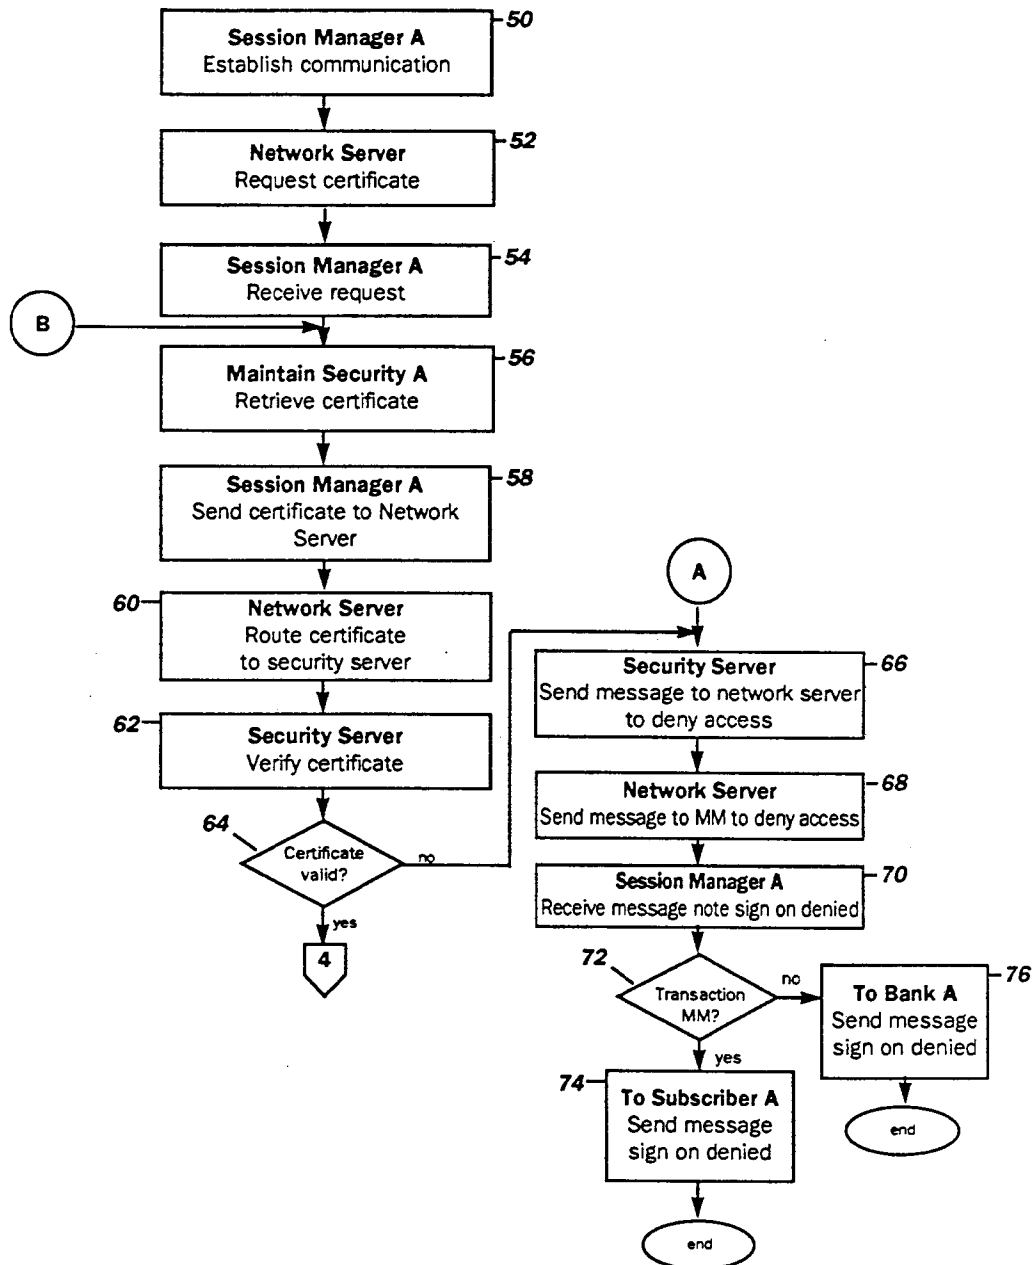 50
Session Manager A
Establish communication
52
Network Server
Request certificate
54
Session Manager A
Receive request
B
56
Maintain Security A
Retrieve certificate
58
Session Manager A
Send certificate to Network
Server
60
Network Server
Route certificate
to security server
62
Security Server
Verify certificate
64
Certificate
valid?
no
yes
4
A
66
Security Server
Send message to network server
to deny access
68
Network Server
Send message to MM to deny access
70
Session Manager A
Receive message note sign on denied
72
Transaction
MM?
no
yes
76
To Bank A
Send message
sign on denied
end
74
To Subscriber A
Send message
sign on denied
end